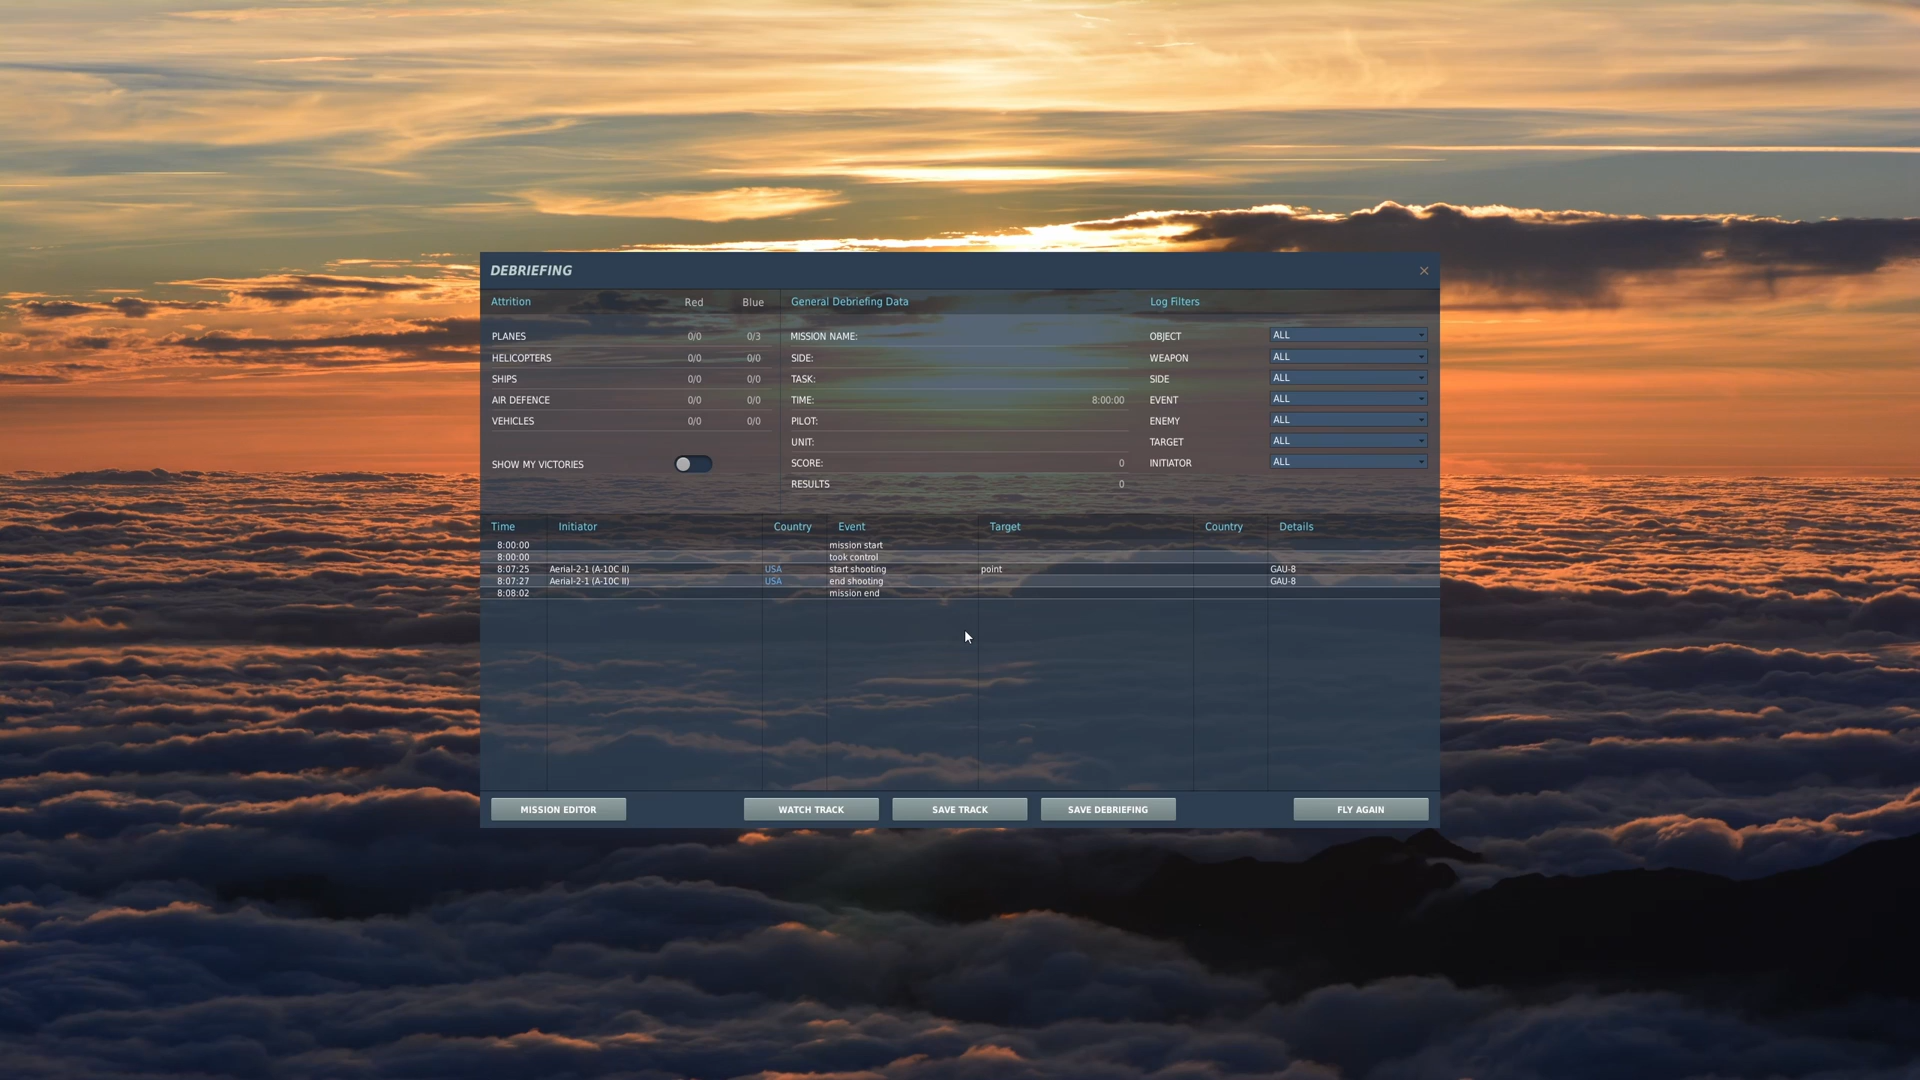 DEBRIEFING
Attrition Red Blue General Debriefing Data Log Filters
PLANES 0/0 0/3 MISSION NAME: OBJECT ALL
HELICOPTERS 0/0 0/0 SIDE: WEAPON ALL
SHIPS 0/0 0/0 TASK: SIDE ALL
AIR DEFENCE 0/0 0/0 TIME: 8:00:00 EVENT ALL
VEHICLES 0/0 0/0 PILOT: ENEMY ALL
UNIT: TARGET ALL
SHOW MY VICTORIES SCORE: 0 INITIATOR ALL
RESULTS 0
Time Initiator Country Event Target Country Details
8:00:00 mission start
8:00:00 took control
8:07:25 Aerial-2-1 (A-10C II) USA start shooting point GAU-8
8:07:27 Aerial-2-1 (A-10C II) USA end shooting GAU-8
8:08:02 mission end
MISSION EDITOR WATCH TRACK SAVE TRACK SAVE DEBRIEFING FLY AGAIN